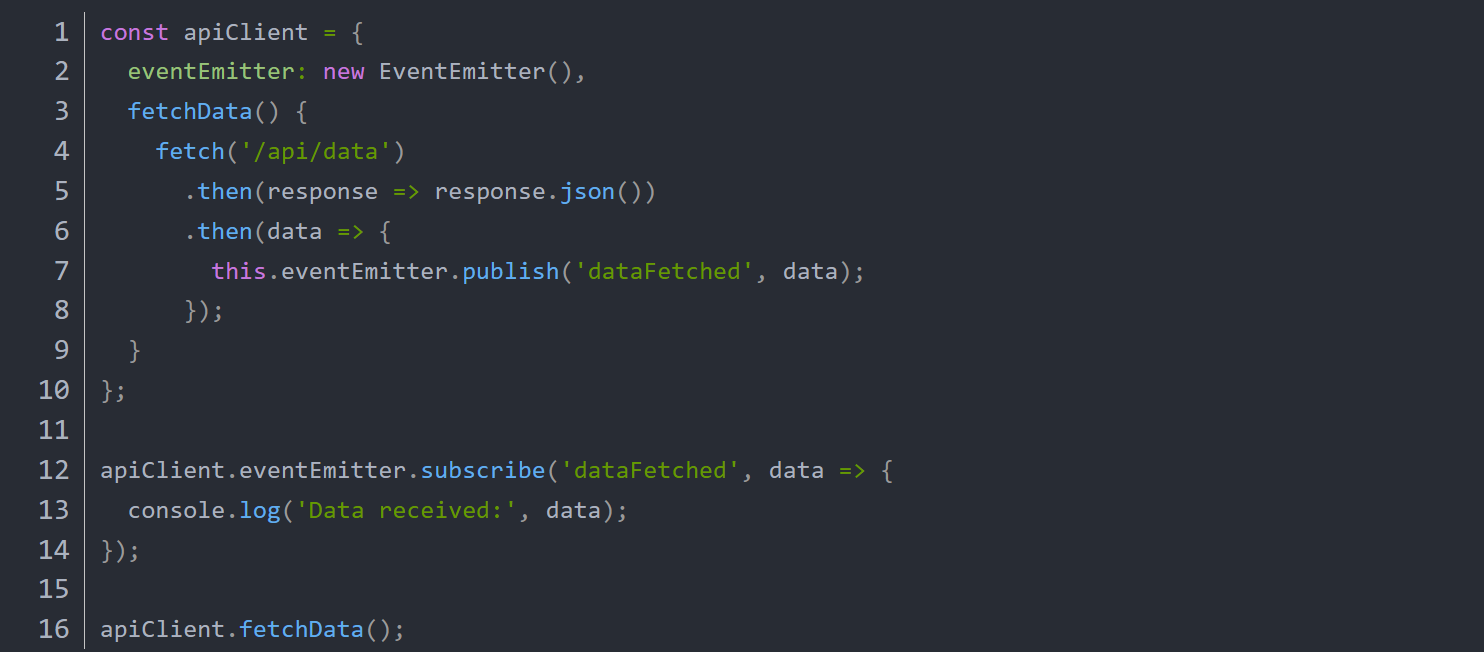 1 const apiClient = {
2   eventEmitter: new EventEmitter(),
3   fetchData() {
4     fetch('/api/data')
5       .then(response => response.json())
6       .then(data => {
7         this.eventEmitter.publish('dataFetched', data);
8       });
9   }
10 };
11
12 apiClient.eventEmitter.subscribe('dataFetched', data => {
13   console.log('Data received:', data);
14 });
15
16 apiClient.fetchData();